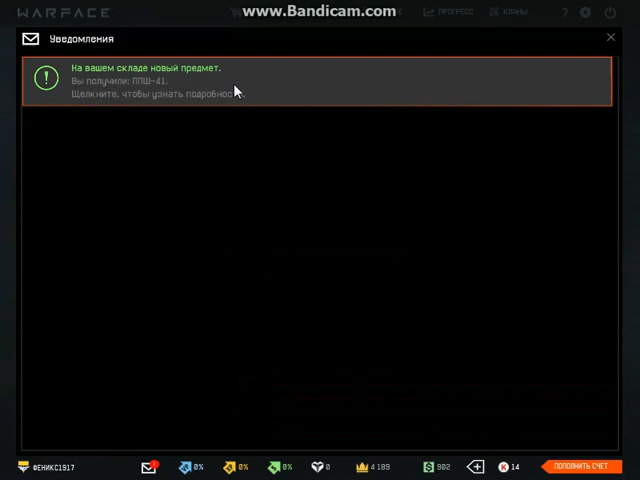 WARFACE
www.Bandicam.com
ПРОГРЕСС
КЛАНЫ
?
Уведомления
На вашем складе новый предмет.
Вы получили: ППШ-41.
Щелкните, чтобы узнать
ФЕНИКС1917
0%
0%
0%
0
4 189
902
K 14
ПОПОЛНИТЬ СЧЕТ